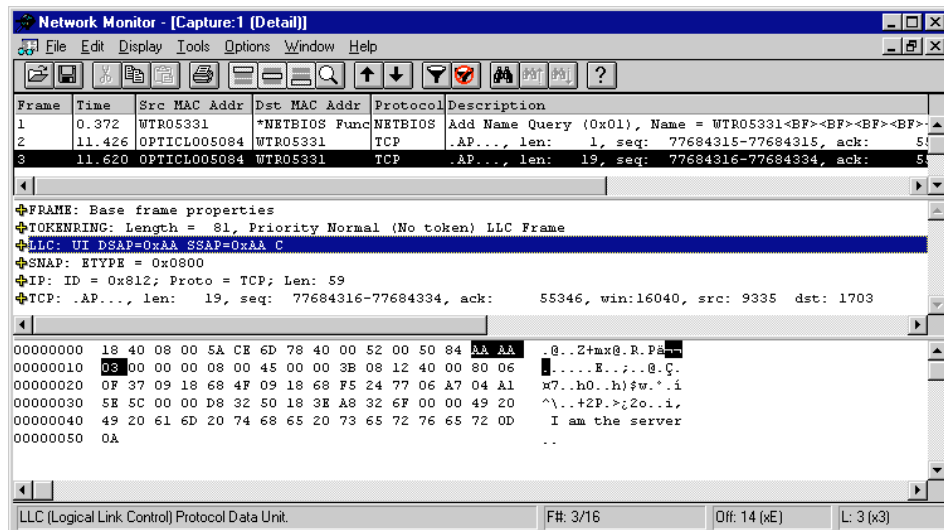 Network Monitor - [Capture:1 (Detail)]
File Edit Display Tools Options Window Help
Frame Time Src MAC Addr Dst MAC Addr Protocol Description
1 0.372 WTR05331 *NETBIOS Func NETBIOS Add Name Query (0x01), Name = WTR05331<BF><BF><BF><BF>
2 11.426 OPTICL005084 WTR05331 TCP .AP..., len: 1, seq: 77684315-77684315, ack: 5
3 11.620 OPTICL005084 WTR05331 TCP .AP..., len: 19, seq: 77684316-77684334, ack: 5
FRAME: Base frame properties
TOKENRING: Length = 81, Priority Normal (No token) LLC Frame
LLC: UI DSAP=0xAA SSAP=0xAA C
SNAP: ETYPE = 0x0800
IP: ID = 0x812; Proto = TCP; Len: 59
TCP: .AP..., len: 19, seq: 77684316-77684334, ack: 55346, win:16040, src: 9335 dst: 1703
00000000 18 40 08 00 5A CE 6D 78 40 00 52 00 50 84 AA AA .@..Z+mx@.R.Pä¬¬
00000010 03 00 00 00 08 00 45 00 00 3B 08 12 40 00 80 06 ......E..;..@.Ç.
00000020 0F 37 09 18 68 4F 09 18 68 F5 24 77 06 A7 04 A1 ¤7..hO..h)$w.°.í
00000030 5E 5C 00 00 D8 32 50 18 3E A8 32 6F 00 00 49 20 ^\..+2P.>¿2o..i,
00000040 49 20 61 6D 20 74 68 65 20 73 65 72 76 65 72 0D I am the server
00000050 0A ..
LLC (Logical Link Control) Protocol Data Unit. F#: 3/16 Off: 14 (xE) L: 3 (x3)